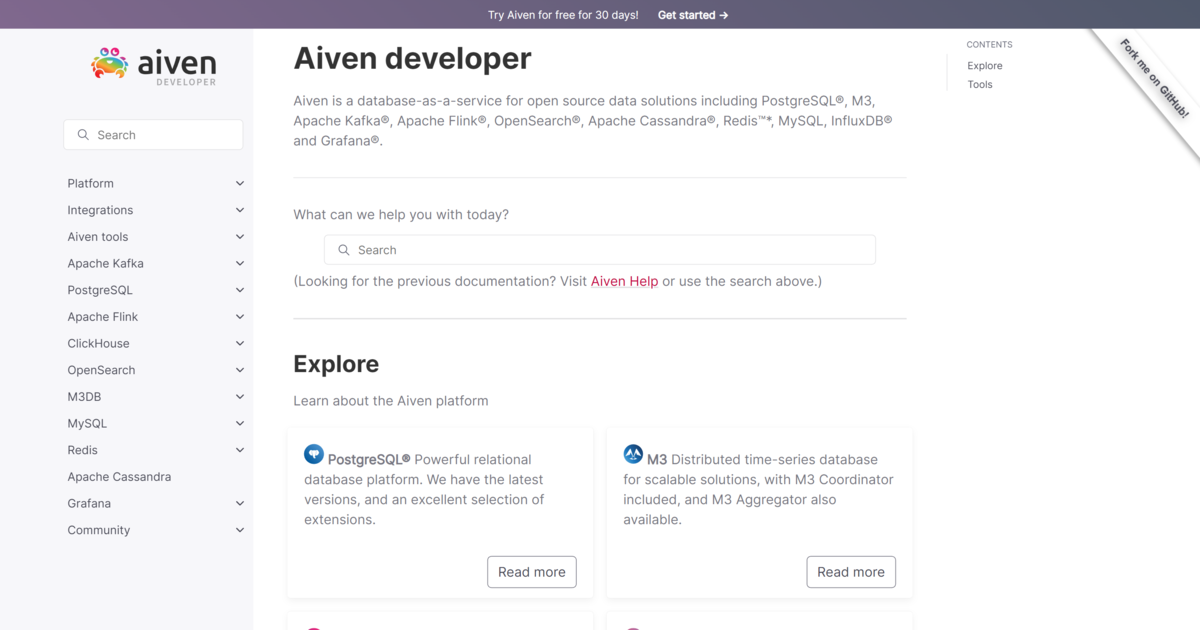 Try Aiven for free for 30 days! Get started →
aiven
DEVELOPER
Search
Platform
Integrations
Aiven tools
Apache Kafka
PostgreSQL
Apache Flink
ClickHouse
OpenSearch
M3DB
MySQL
Redis
Apache Cassandra
Grafana
Community
Aiven developer
Aiven is a database-as-a-service for open source data solutions including PostgreSQL®, M3,
Apache Kafka®, Apache Flink®, OpenSearch®, Apache Cassandra®, Redis™*, MySQL, InfluxDB®
and Grafana®.
What can we help you with today?
Search
(Looking for the previous documentation? Visit Aiven Help or use the search above.)
Explore
Learn about the Aiven platform
PostgreSQL® Powerful relational
database platform. We have the latest
versions, and an excellent selection of
extensions.
Read more
M3 Distributed time-series database
for scalable solutions, with M3 Coordinator
included, and M3 Aggregator also
available.
Read more
CONTENTS
Explore
Tools
Fork me on GitHub!